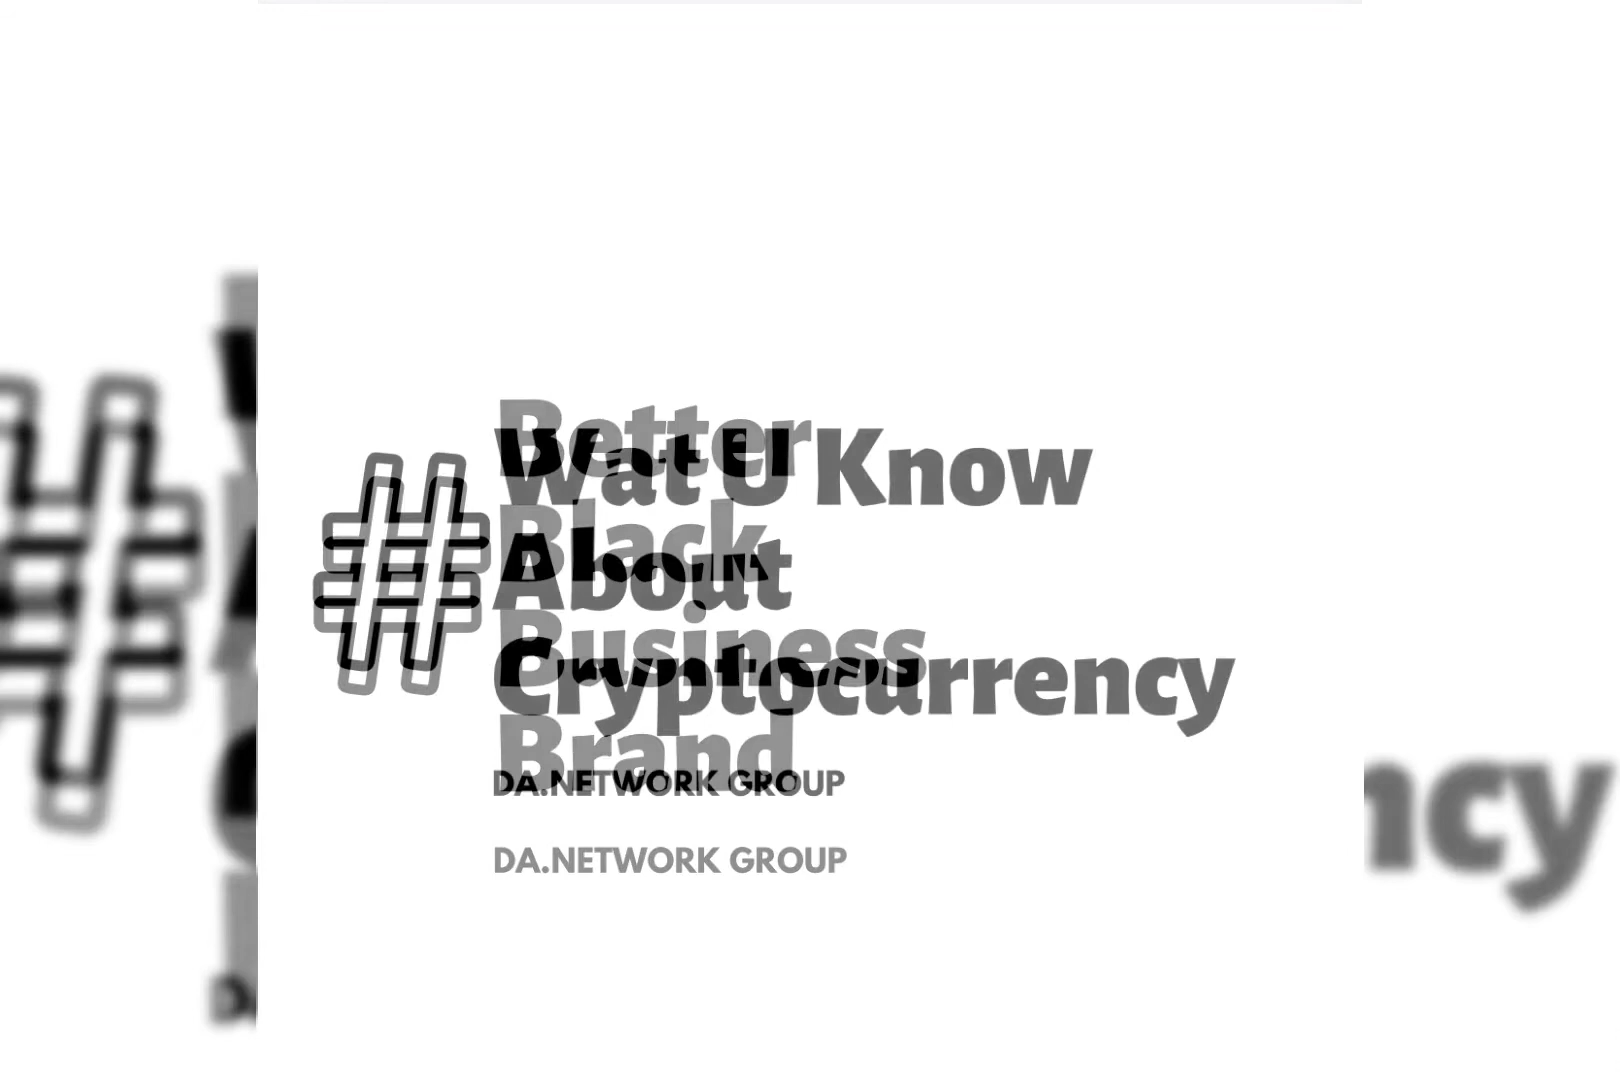 #
Better
Black
Business
Brand
DA.NETWORK GROUP
Wat U Know
About
Cryptocurrency
DA.NETWORK GROUP